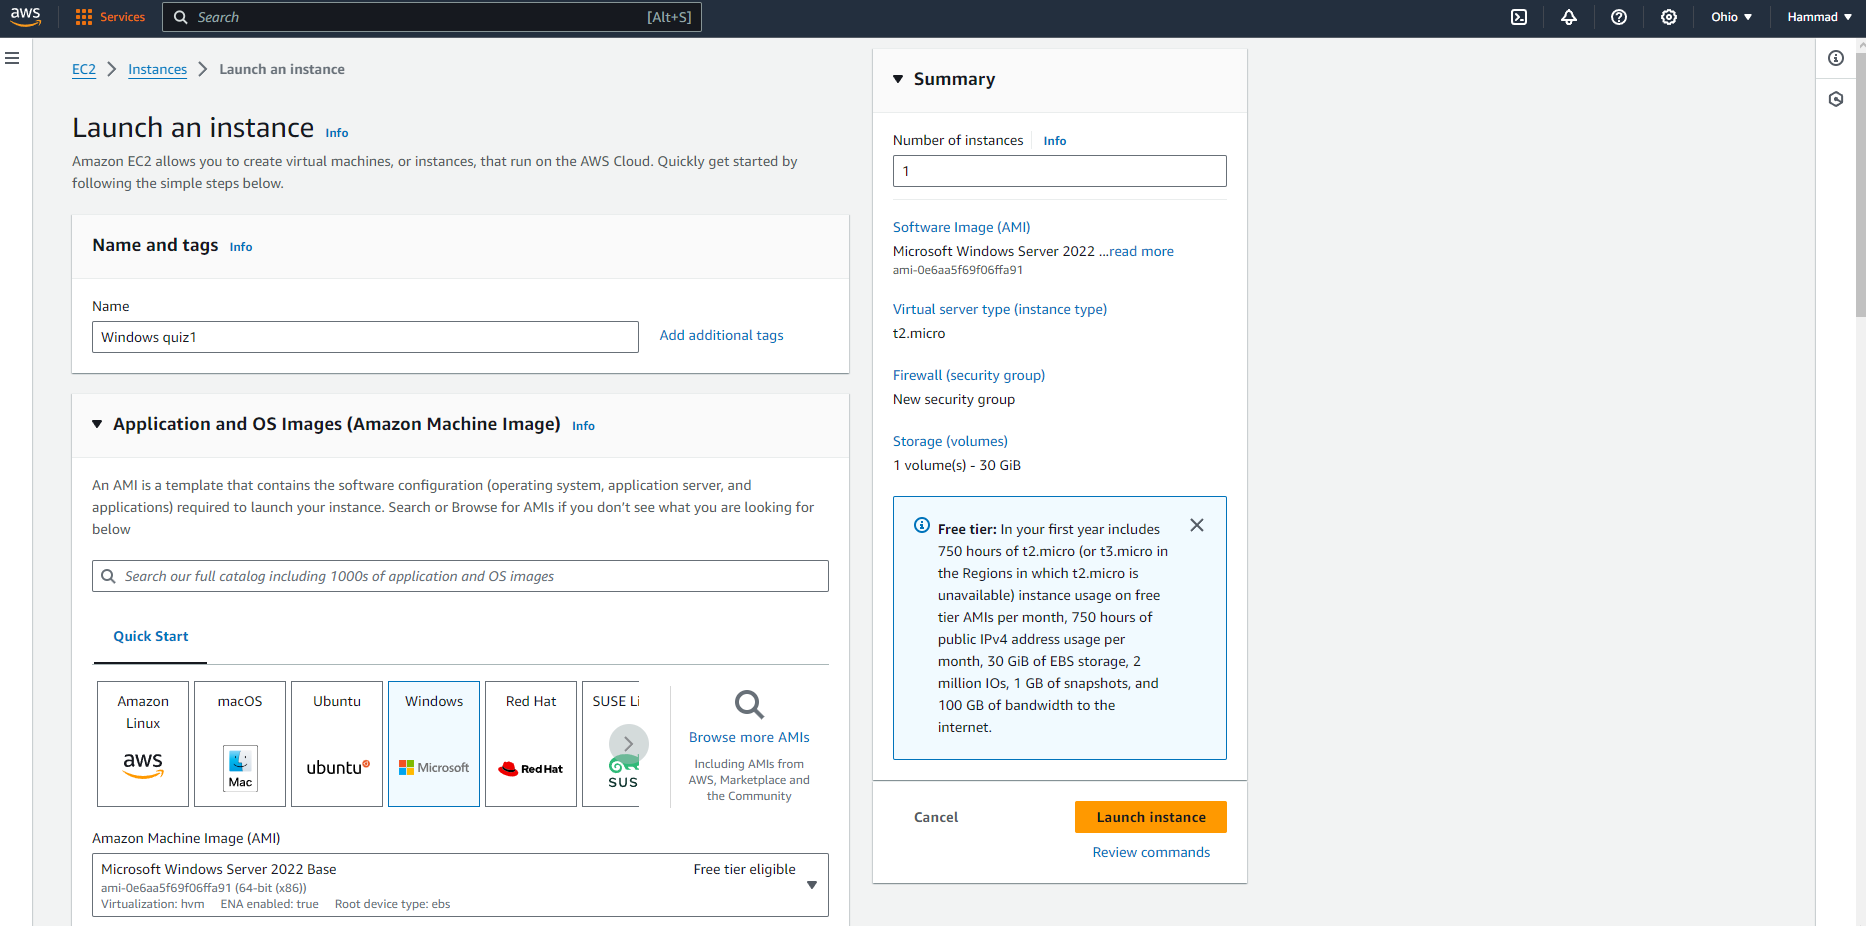 aws
Services
Search
[Alt+S]
Ohio ▼
Hammad ▼
EC2 > Instances > Launch an instance
Launch an instance Info
Amazon EC2 allows you to create virtual machines, or instances, that run on the AWS Cloud. Quickly get started by
following the simple steps below.
Name and tags Info
Name
Windows quiz1
Add additional tags
Application and OS Images (Amazon Machine Image) Info
An AMI is a template that contains the software configuration (operating system, application server, and
applications) required to launch your instance. Search or Browse for AMIs if you don't see what you are looking for
below
Search our full catalog including 1000s of application and OS images
Quick Start
Amazon
Linux
aws
macOS
Mac
Ubuntu
ubuntu
Windows
Microsoft
Red Hat
Red Hat
SUSE Li
SUS
Browse more AMIs
Including AMIs from
AWS, Marketplace and
the Community
Amazon Machine Image (AMI)
Microsoft Windows Server 2022 Base
Free tier eligible
ami-0e6aa5f69f06ffa91 (64-bit (x86))
Virtualization: hvm ENA enabled: true Root device type: ebs
Summary
Number of instances Info
1
Software Image (AMI)
Microsoft Windows Server 2022 ...read more
ami-0e6aa5f69f06ffa91
Virtual server type (instance type)
t2.micro
Firewall (security group)
New security group
Storage (volumes)
1 volume(s) - 30 GiB
Free tier: In your first year includes
750 hours of t2.micro (or t3.micro in
the Regions in which t2.micro is
unavailable) instance usage on free
tier AMIs per month, 750 hours of
public IPv4 address usage per
month, 30 GiB of EBS storage, 2
million IOs, 1 GB of snapshots, and
100 GB of bandwidth to the
internet.
Cancel
Launch instance
Review commands